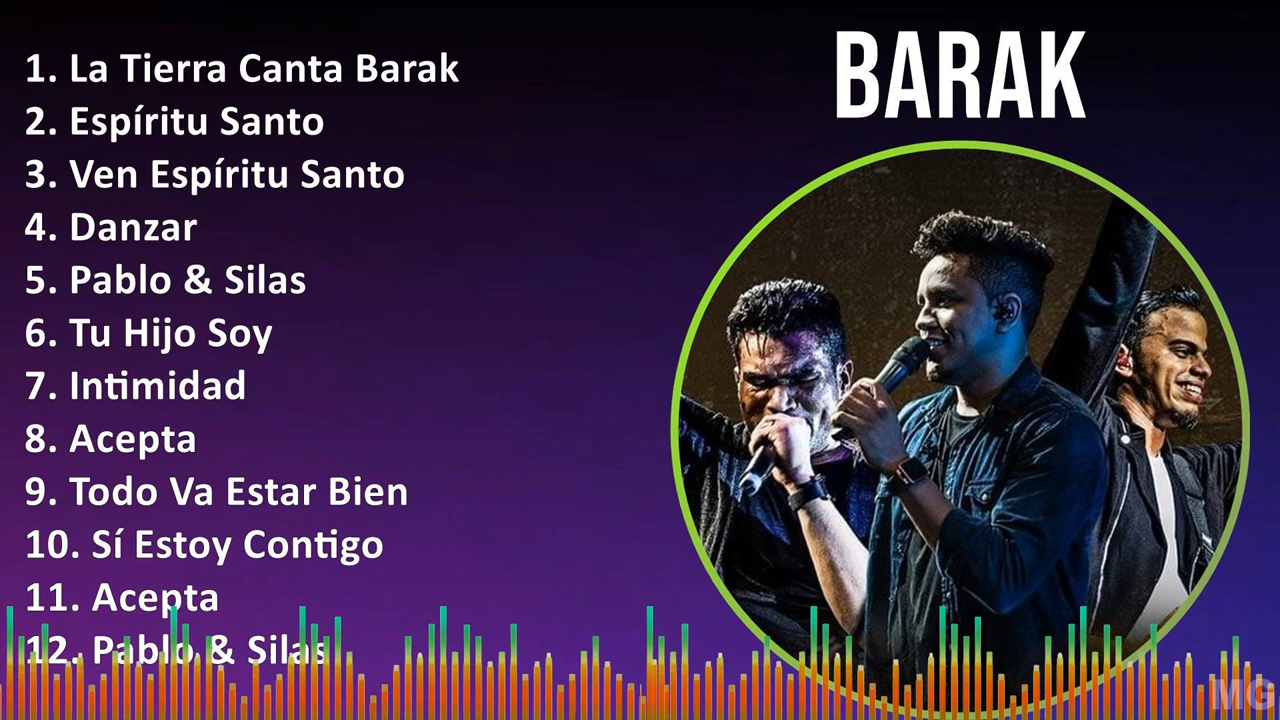 1. La Tierra Canta Barak
2. Espíritu Santo
3. Ven Espíritu Santo
4. Danzar
5. Pablo & Silas
6. Tu Hijo Soy
7. Intimidad
8. Acepta
9. Todo Va Estar Bien
10. Sí Estoy Contigo
11. Acepta
12. Pablo & Silas
BARAK
MG